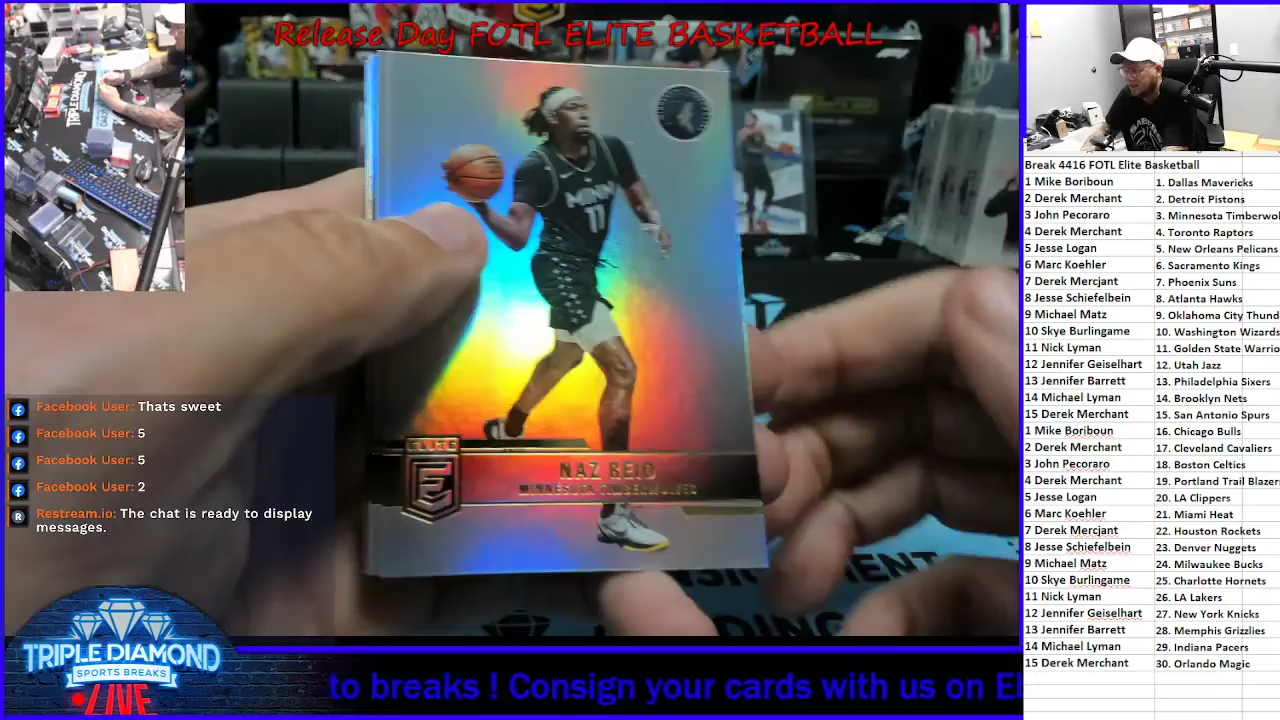 Release Day FOTL ELITE BASKETBALL
MINN
11
ELITE
E
NAZ REID
MINNESOTA TIMBERWOLVES
Facebook User: Thats sweet
Facebook User: 5
Facebook User: 5
Facebook User: 2
Restream.io: The chat is ready to display
messages.
TRIPLE DIAMOND
SPORTS BREAKS
LIVE
to breaks ! Consign your cards with us on E
Break 4416 FOTL Elite Basketball
1 Mike Boriboun 1. Dallas Mavericks
2 Derek Merchant 2. Detroit Pistons
3 John Pecoraro 3. Minnesota Timberwo
4 Derek Merchant 4. Toronto Raptors
5 Jesse Logan 5. New Orleans Pelicans
6 Marc Koehler 6. Sacramento Kings
7 Derek Mercjant 7. Phoenix Suns
8 Jesse Schiefelbein 8. Atlanta Hawks
9 Michael Matz 9. Oklahoma City Thund
10 Skye Burlingame 10. Washington Wizards
11 Nick Lyman 11. Golden State Warrio
12 Jennifer Geiselhart 12. Utah Jazz
13 Jennifer Barrett 13. Philadelphia Sixers
14 Michael Lyman 14. Brooklyn Nets
15 Derek Merchant 15. San Antonio Spurs
1 Mike Boriboun 16. Chicago Bulls
2 Derek Merchant 17. Cleveland Cavaliers
3 John Pecoraro 18. Boston Celtics
4 Derek Merchant 19. Portland Trail Blazer
5 Jesse Logan 20. LA Clippers
6 Marc Koehler 21. Miami Heat
7 Derek Mercjant 22. Houston Rockets
8 Jesse Schiefelbein 23. Denver Nuggets
9 Michael Matz 24. Milwaukee Bucks
10 Skye Burlingame 25. Charlotte Hornets
11 Nick Lyman 26. LA Lakers
12 Jennifer Geiselhart 27. New York Knicks
13 Jennifer Barrett 28. Memphis Grizzlies
14 Michael Lyman 29. Indiana Pacers
15 Derek Merchant 30. Orlando Magic